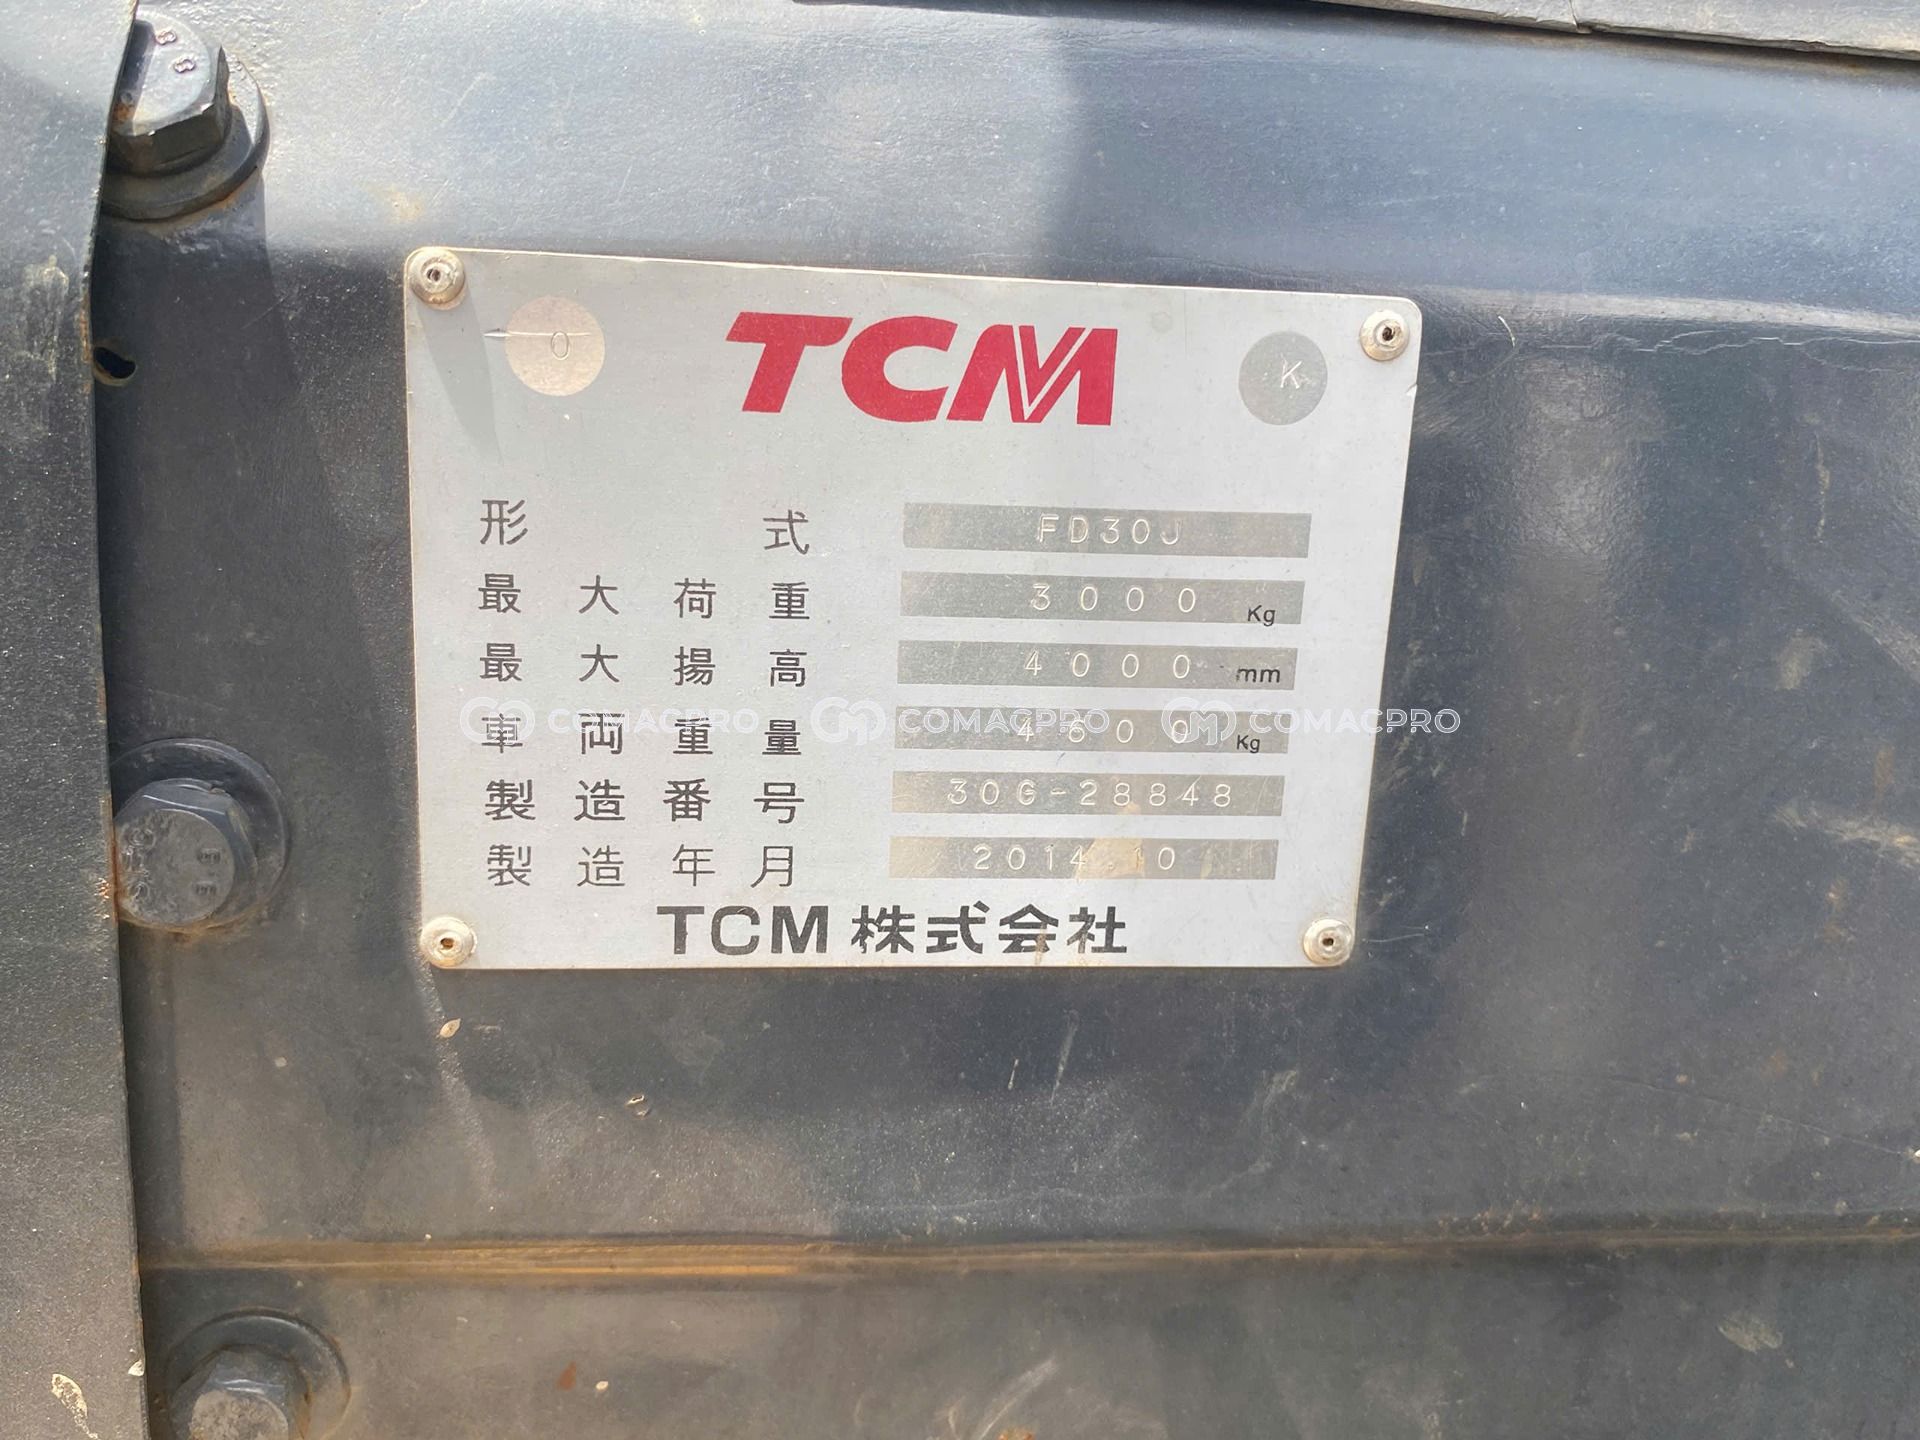 8 8
O TCM K
形式 FD30J
最大荷重 3000 Kg
最大揚高 4000 mm
車両重量 4600 Kg
COMACPRO COMACPRO COMACPRO
製造番号 30G-28848
製造年月 2014.10
TCM 株式会社